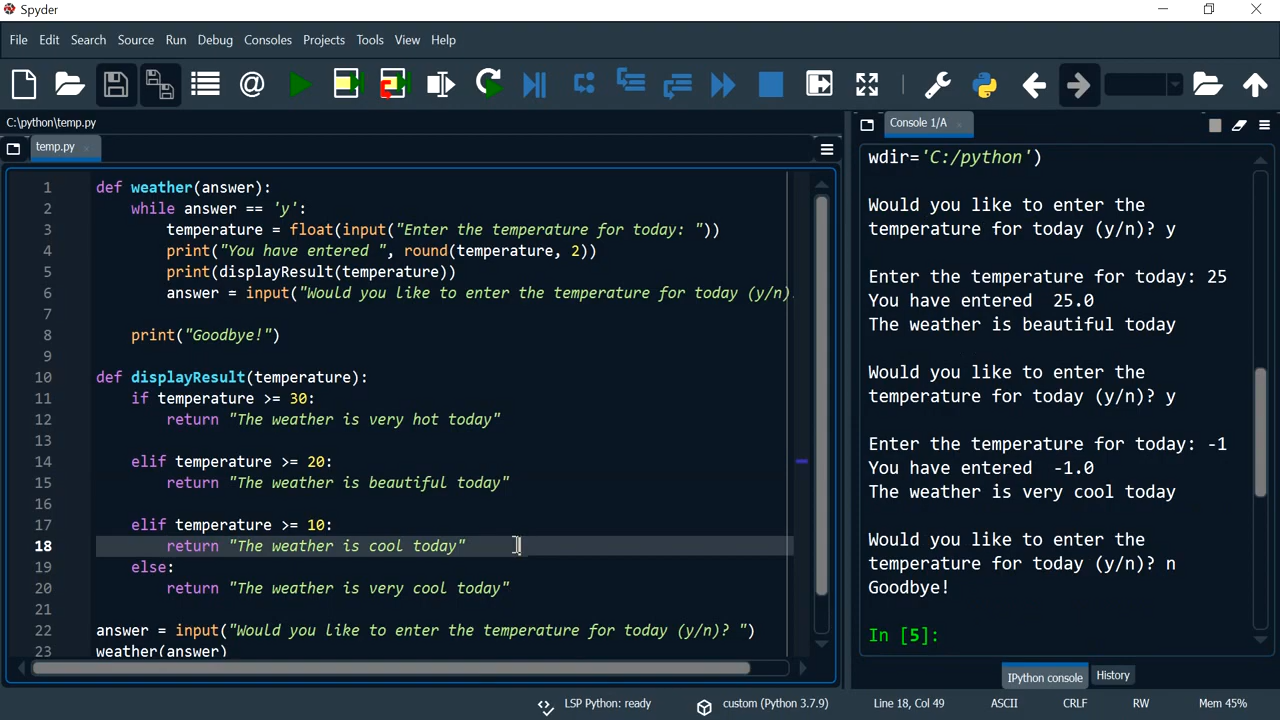 Spyder
File Edit Search Source Run Debug Consoles Projects Tools View Help
C:\python\temp.py
temp.py
1 def weather(answer):
2 while answer == 'y':
3 temperature = float(input("Enter the temperature for today: "))
4 print("You have entered ", round(temperature, 2))
5 print(displayResult(temperature))
6 answer = input("Would you like to enter the temperature for today (y/n)
7
8 print("Goodbye!")
9
10 def displayResult(temperature):
11 if temperature >= 30:
12 return "The weather is very hot today"
13
14 elif temperature >= 20:
15 return "The weather is beautiful today"
16
17 elif temperature >= 10:
18 return "The weather is cool today"
19 else:
20 return "The weather is very cool today"
21
22 answer = input("Would you like to enter the temperature for today (y/n)? ")
23 weather(answer)
Console 1/A
wdir='C:/python')
Would you like to enter the
temperature for today (y/n)? y
Enter the temperature for today: 25
You have entered  25.0
The weather is beautiful today
Would you like to enter the
temperature for today (y/n)? y
Enter the temperature for today: -1
You have entered  -1.0
The weather is very cool today
Would you like to enter the
temperature for today (y/n)? n
Goodbye!
In [5]:
IPython console History
LSP Python: ready custom (Python 3.7.9) Line 18, Col 49 ASCII CRLF RW Mem 45%